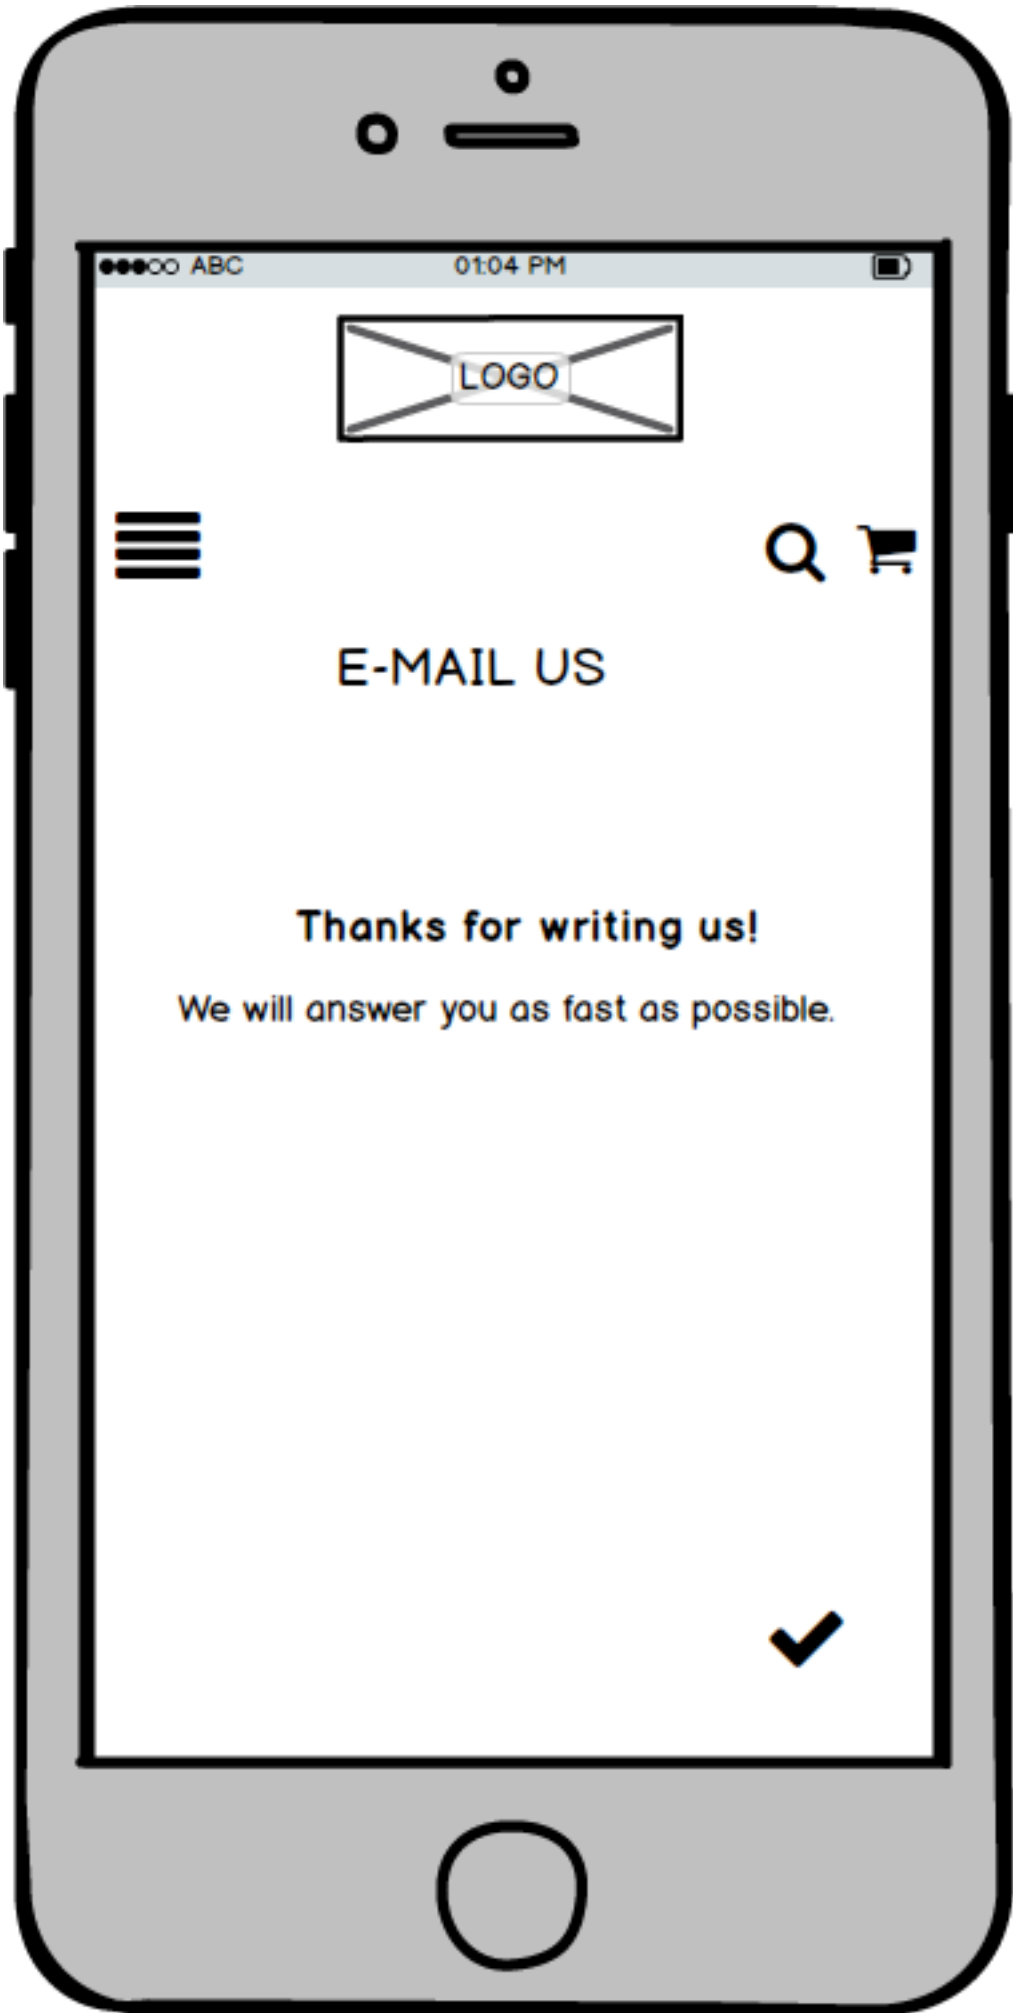 ABC 01:04 PM
LOGO
E-MAIL US
Thanks for writing us!
We will answer you as fast as possible.